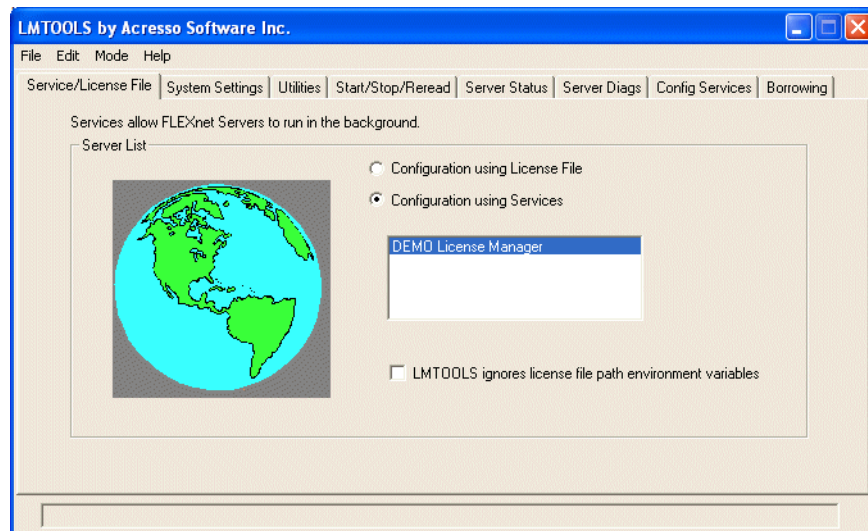 LMTOOLS by Acresso Software Inc.
File Edit Mode Help
Service/License File System Settings Utilities Start/Stop/Reread Server Status Server Diags Config Services Borrowing
Services allow FLEXnet Servers to run in the background.
Server List
Configuration using License File
Configuration using Services
DEMO License Manager
LMTOOLS ignores license file path environment variables